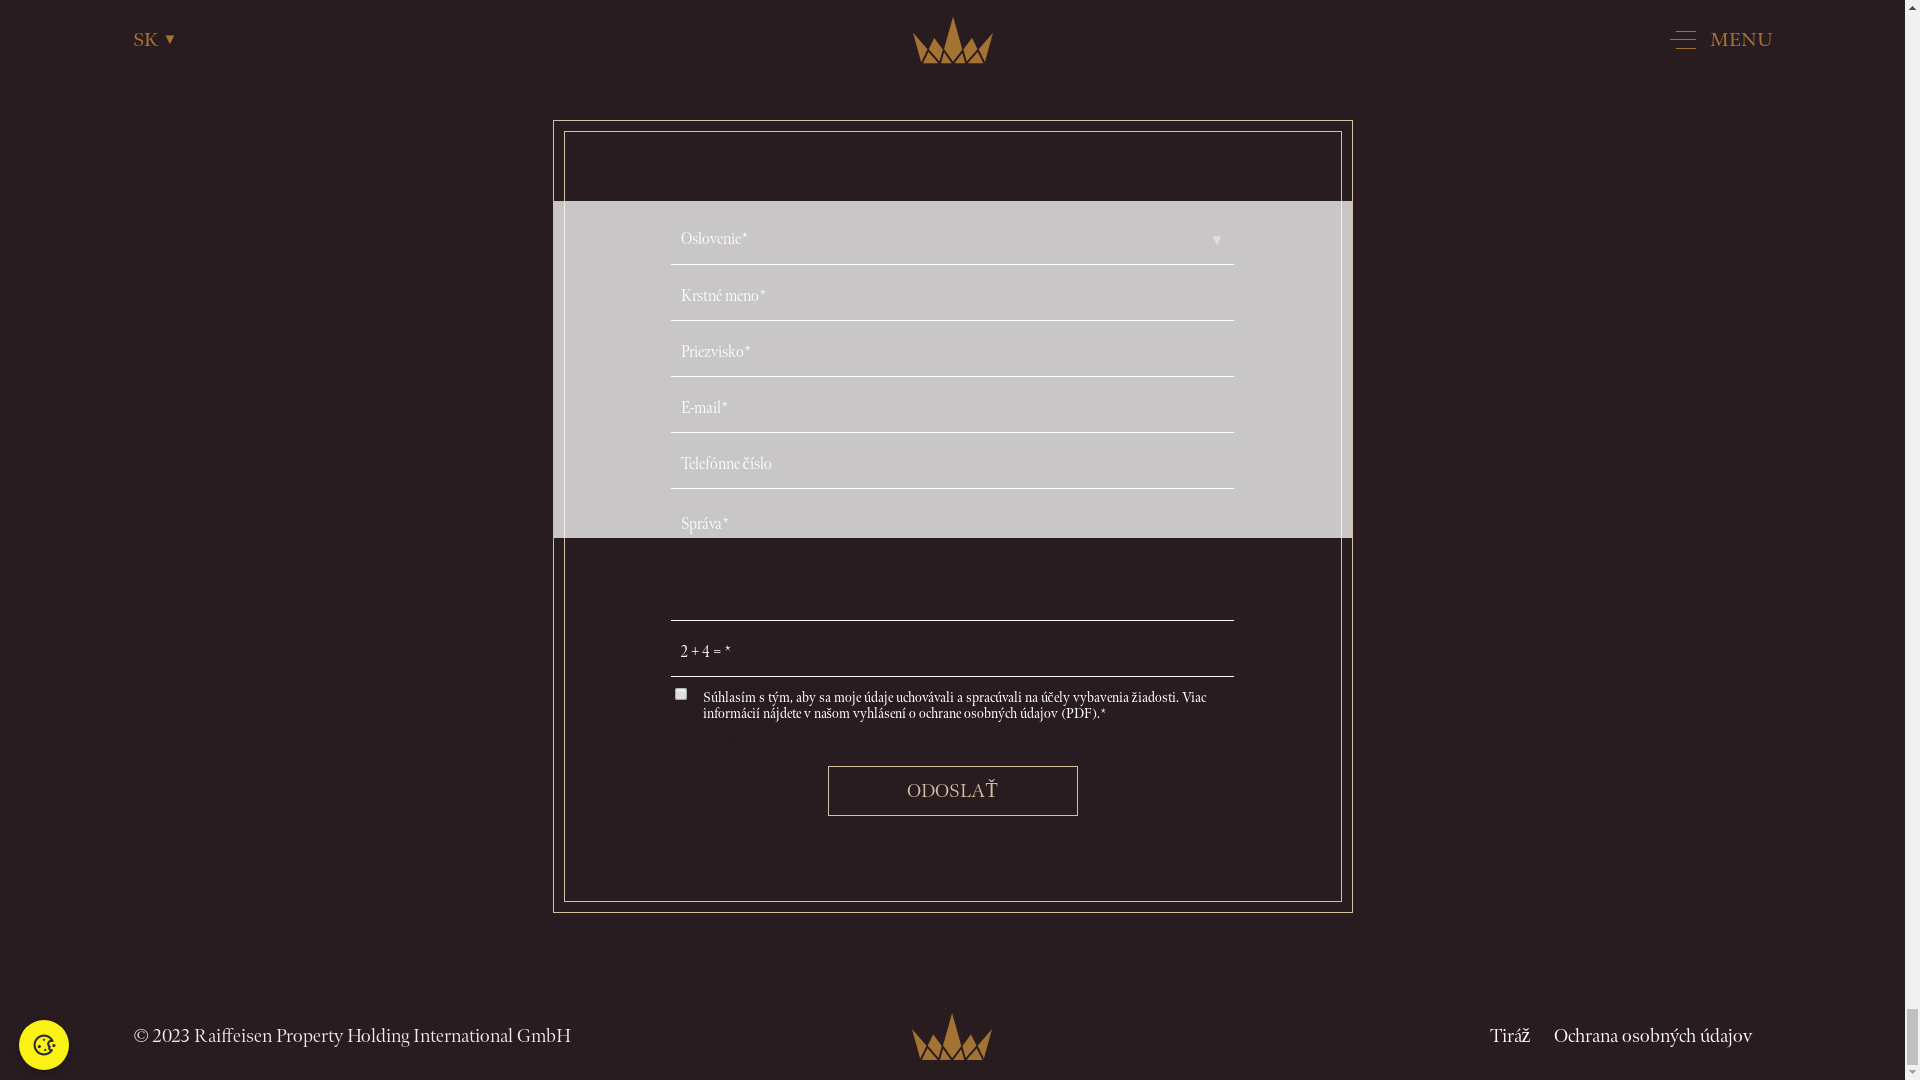 SK ▼
MENU
Oslovenie*
Krstné meno*
Priezvisko*
E-mail*
Telefónne číslo
Správa*
2 + 4 = *
Súhlasím s tým, aby sa moje údaje uchovávali a spracúvali na účely vybavenia žiadosti. Viac
informácií nájdete v našom vyhlásení o ochrane osobných údajov (PDF).*
ODOSLAŤ
© 2023 Raiffeisen Property Holding International GmbH
Tiráž
Ochrana osobných údajov